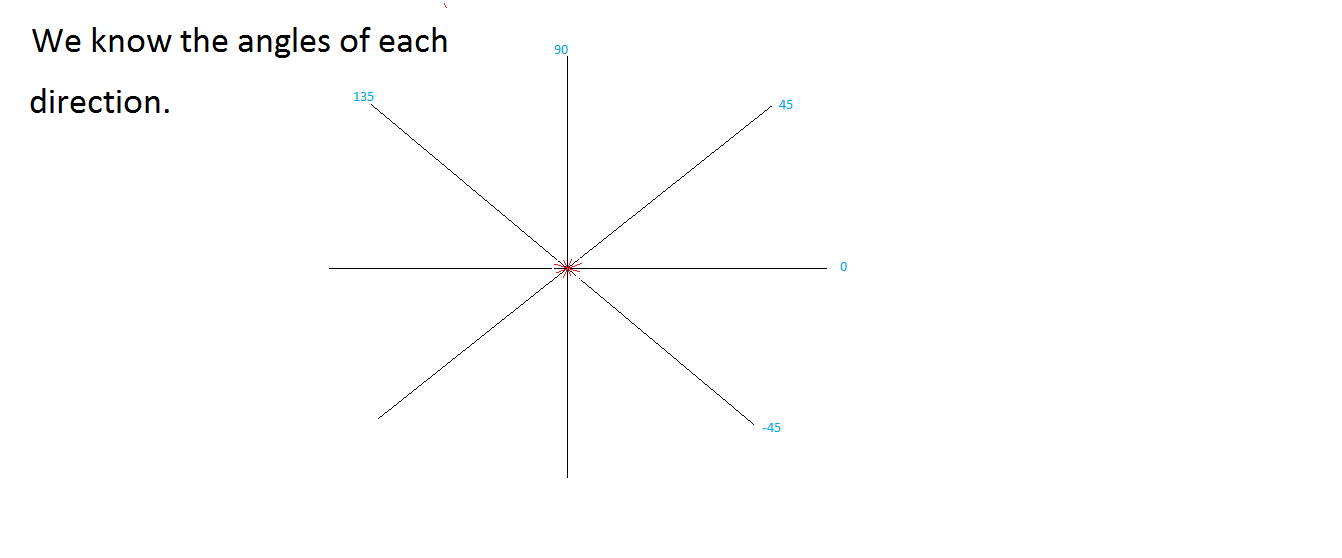 We know the angles of each
direction.
90
135
45
0
-45